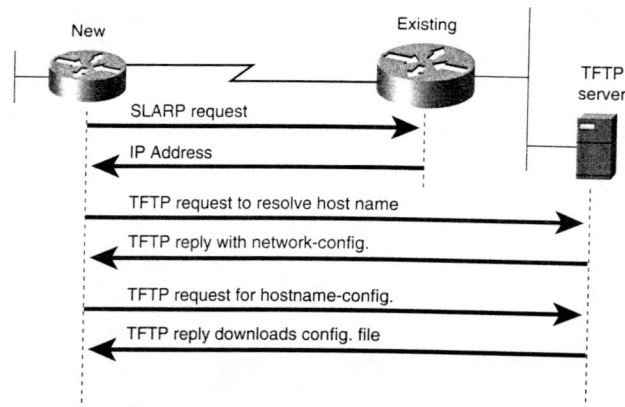 New
Existing
TFTP
server
SLARP request
IP Address
TFTP request to resolve host name
TFTP reply with network-config.
TFTP request for hostname-config.
TFTP reply downloads config. file